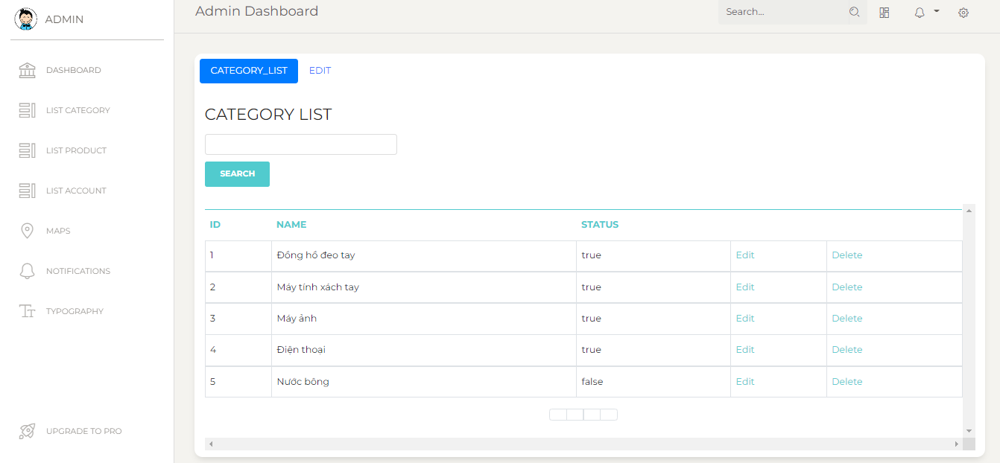 ADMIN
Admin Dashboard
Search...
DASHBOARD
LIST CATEGORY
LIST PRODUCT
LIST ACCOUNT
MAPS
NOTIFICATIONS
TYPOGRAPHY
UPGRADE TO PRO
CATEGORY_LIST EDIT
CATEGORY LIST
SEARCH
ID NAME STATUS
1 Đồng hồ đeo tay true Edit Delete
2 Máy tính xách tay true Edit Delete
3 Máy ảnh true Edit Delete
4 Điện thoại true Edit Delete
5 Nước bông false Edit Delete